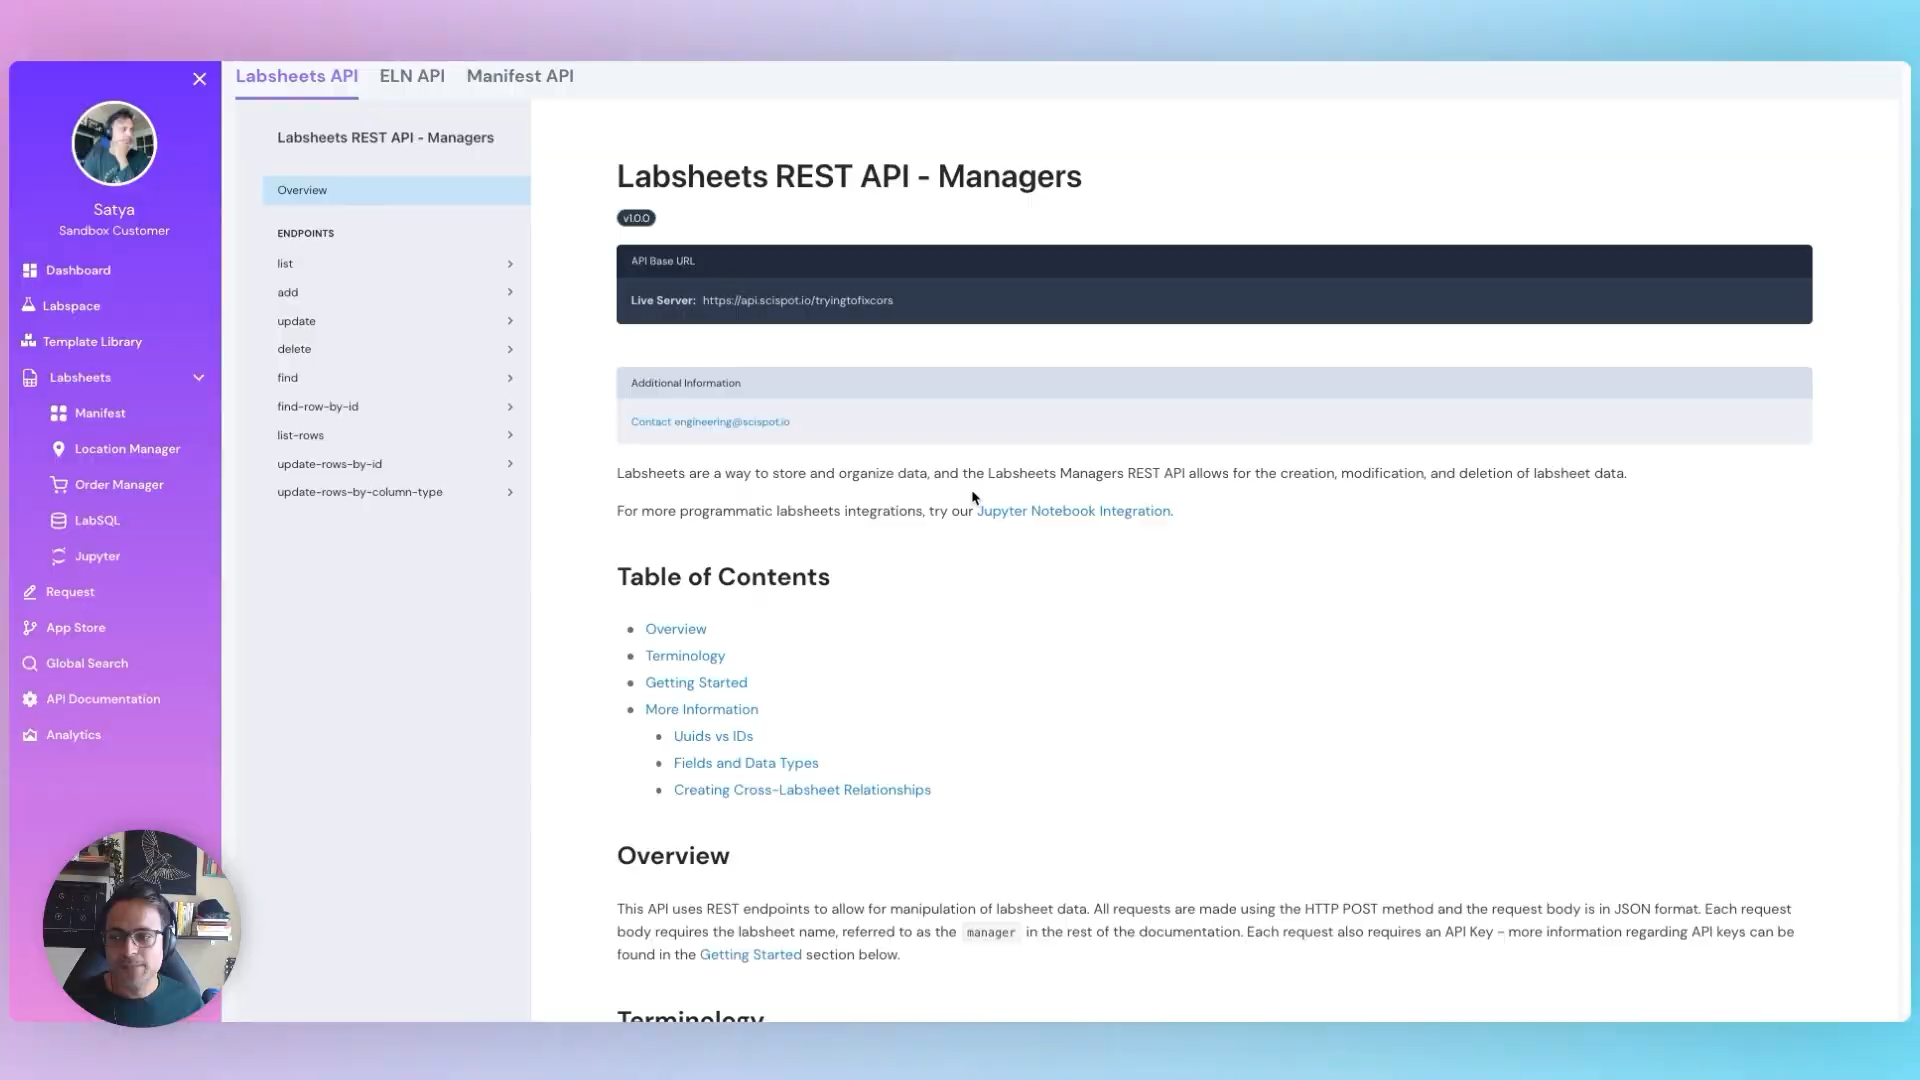 Satya
Sandbox Customer
Dashboard
Labspace
Template Library
Labsheets
Manifest
Location Manager
Order Manager
LabSQL
Jupyter
Request
App Store
Global Search
API Documentation
Analytics
Labsheets API ELN API Manifest API
Labsheets REST API - Managers
Overview
ENDPOINTS
list
add
update
delete
find
find-row-by-id
list-rows
update-rows-by-id
update-rows-by-column-type
Labsheets REST API - Managers
v1.0.0
API Base URL
Live Server: https://api.scispot.io/tryingtofixcors
Additional Information
Contact engineering@scispot.io
Labsheets are a way to store and organize data, and the Labsheets Managers REST API allows for the creation, modification, and deletion of labsheet data.
For more programmatic labsheets integrations, try our Jupyter Notebook Integration.
Table of Contents
Overview
Terminology
Getting Started
More Information
Uuids vs IDs
Fields and Data Types
Creating Cross-Labsheet Relationships
Overview
This API uses REST endpoints to allow for manipulation of labsheet data. All requests are made using the HTTP POST method and the request body is in JSON format. Each request
body requires the labsheet name, referred to as the manager in the rest of the documentation. Each request also requires an API Key – more information regarding API keys can be
found in the Getting Started section below.
Terminology